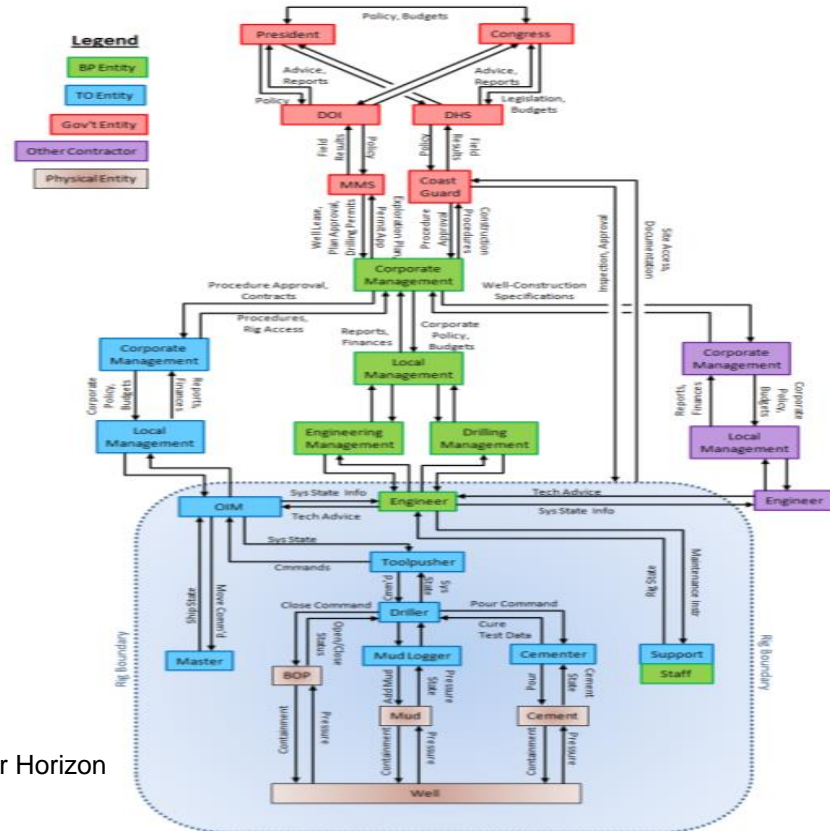 Policy, Budgets
President
Congress
Legend
BP Entity
TO Entity
Gov't Entity
Other Contractor
Physical Entity
Advice,
Reports
Advice,
Reports
Policy
Legislation,
Budgets
DOI
DHS
Field
Results
Policy
Policy
Field
Results
MMS
Coast
Guard
Well Lease,
Plan Approval,
Drilling Permits
Exploration Plan,
Permit App
Procedure
Approval
Construction
Procedures
Inspection, Approval
Site Access,
Documentation
Corporate
Management
Procedure Approval,
Contracts
Well-Construction
Specifications
Procedures,
Rig Access
Reports,
Finances
Corporate
Policy,
Budgets
Corporate
Management
Corporate
Management
Local
Management
Corporate
Policy,
Budgets
Reports,
Finances
Reports,
Finances
Corporate
Policy,
Budgets
Local
Management
Engineering
Management
Drilling
Management
Local
Management
OIM
Sys State Info
Tech Advice
Engineer
Tech Advice
Sys State Info
Engineer
Sys State
Cmmands
Toolpusher
Ship State
Move Comm'd
Cmm'd
Sys
State
Rig State
Maintenance Instr
Close Command
Driller
Pour Command
Open/Close
Status
Cure
Test Data
Rig Boundary
Master
BOP
Mud Logger
Cementer
Support
Staff
Rig Boundary
Add Mud
Pressure
State
Pour
Cement
State
Mud
Cement
Containment
Pressure
Containment
Pressure
Containment
Pressure
Well
r Horizon